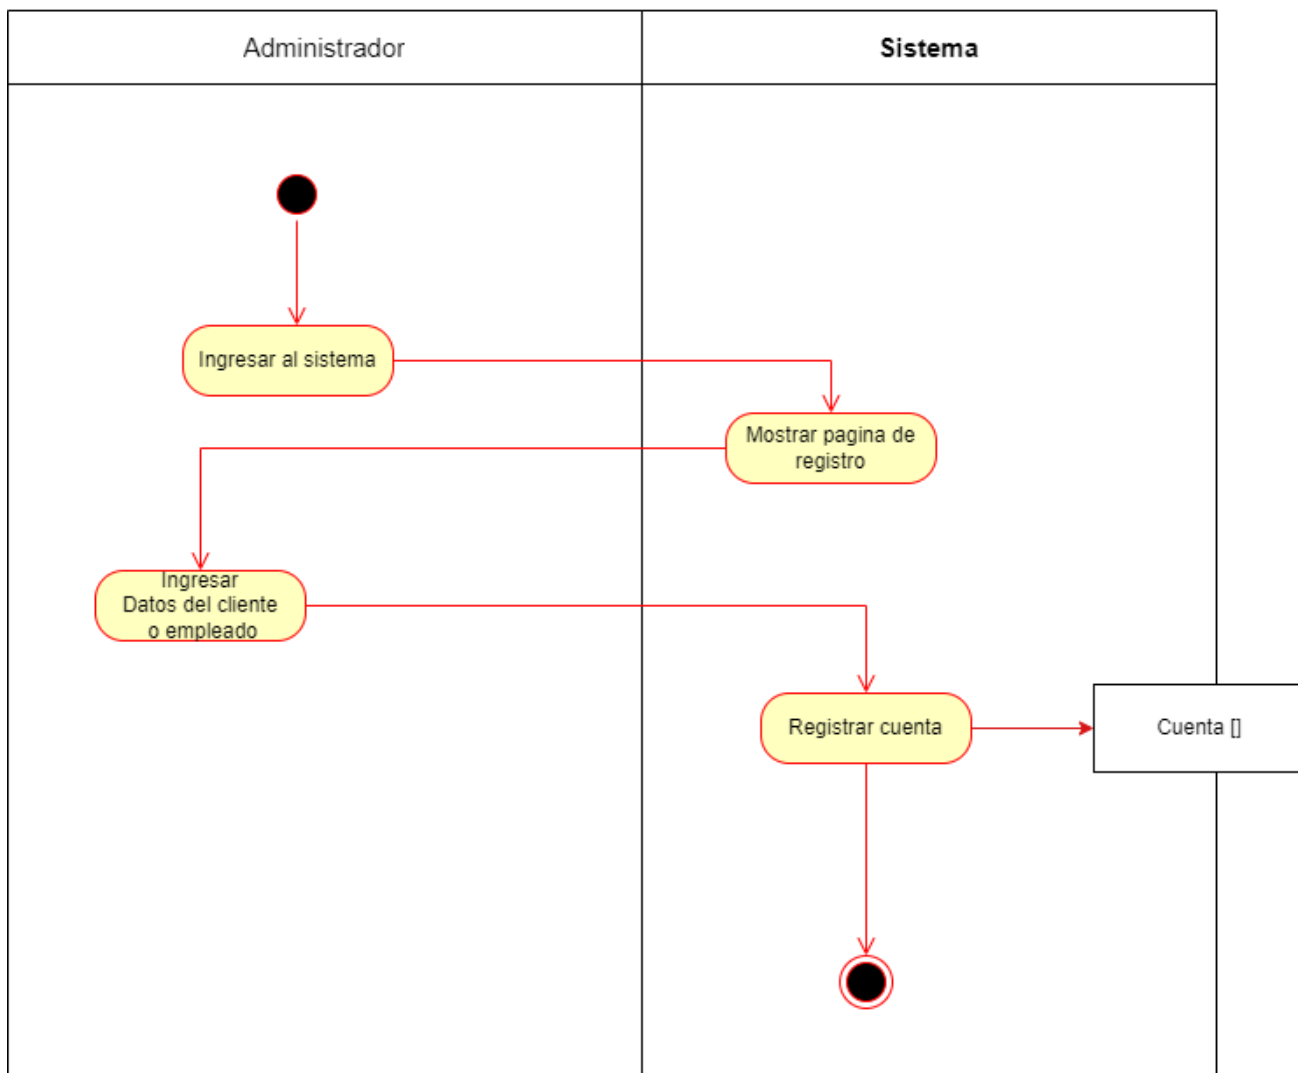 Administrador
Sistema
Ingresar al sistema
Mostrar pagina de
registro
Ingresar
Datos del cliente
o empleado
Registrar cuenta
Cuenta []